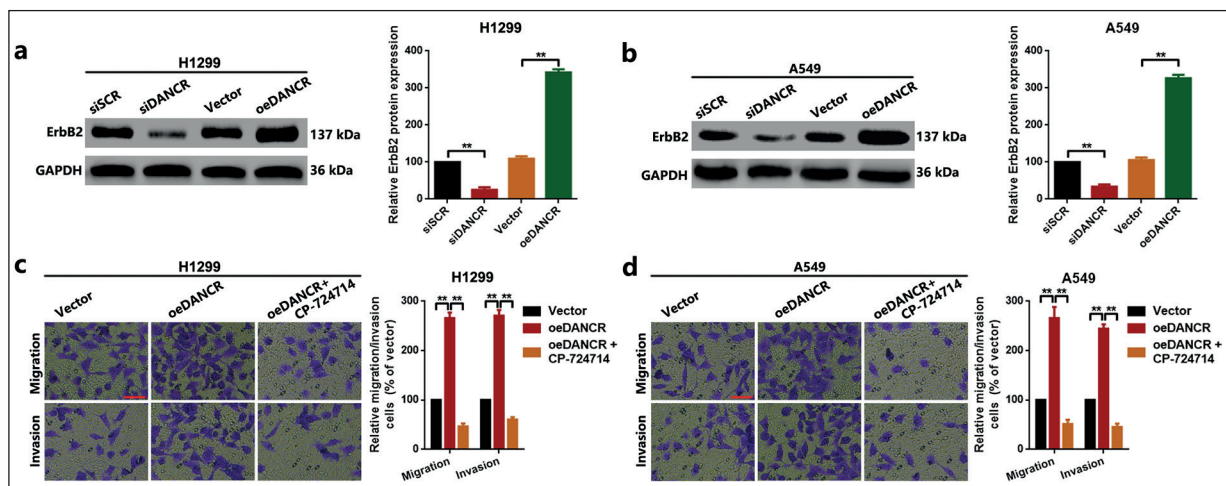 a
H1299
siSCR
siDANCR
Vector
oeDANCR
ErbB2
137 kDa
GAPDH
36 kDa
H1299
Relative ErbB2 protein expression
400
300
200
100
0
**
**
siSCR
siDANCR
Vector
oeDANCR
b
A549
siSCR
siDANCR
Vector
oeDANCR
ErbB2
137 kDa
GAPDH
36 kDa
A549
Relative ErbB2 protein expression
400
300
200
100
0
**
**
siSCR
siDANCR
Vector
oeDANCR
c
H1299
Vector
oeDANCR
oeDANCR+
CP-724714
Migration
Invasion
H1299
Relative migration/invasion
cells (% of vector)
300
200
100
0
** **
** **
Migration
Invasion
Vector
oeDANCR
oeDANCR +
CP-724714
d
A549
Vector
oeDANCR
oeDANCR+
CP-724714
Migration
Invasion
A549
Relative migration/invasion
cells (% of vector)
300
200
100
0
** **
** **
Migration
Invasion
Vector
oeDANCR
oeDANCR +
CP-724714